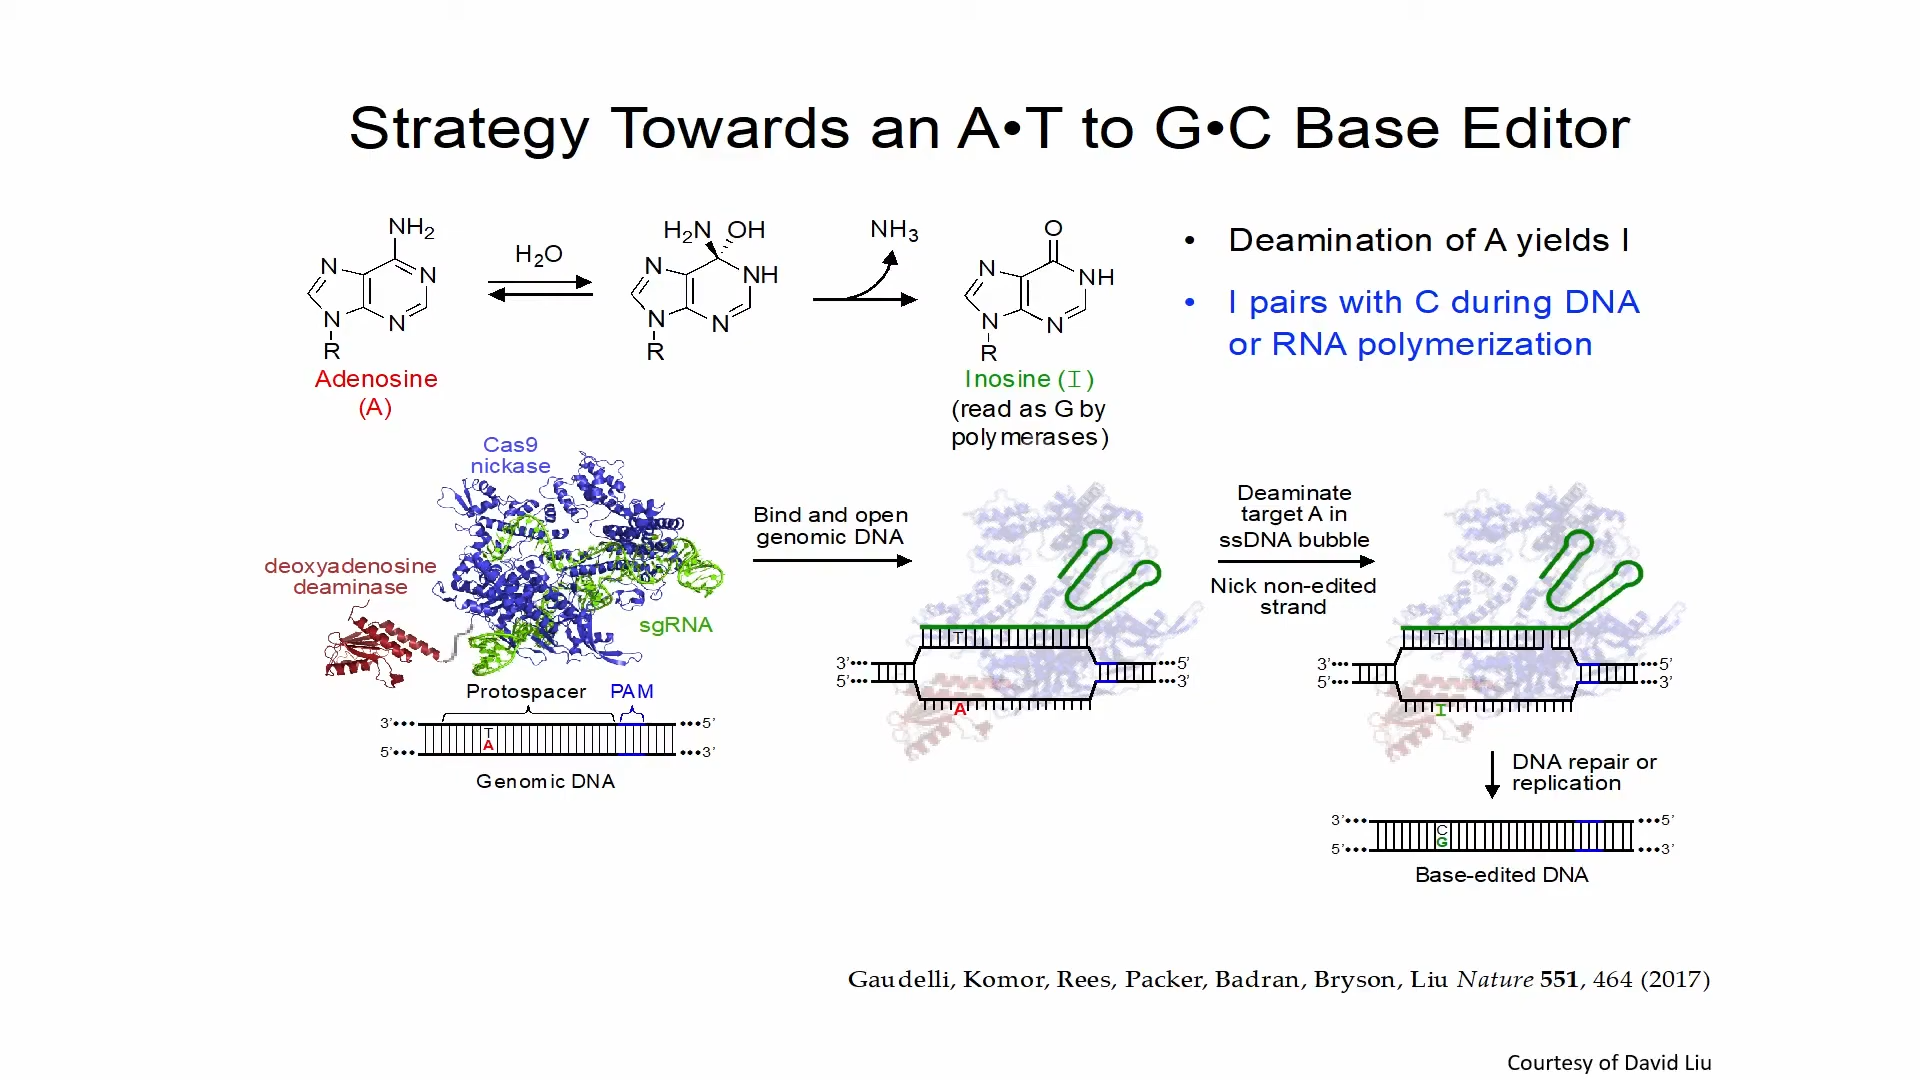 Strategy Towards an A•T to G•C Base Editor
NH2
N
N
N
N
R
Adenosine
(A)
H2O
H2N OH
N
NH
N
N
R
NH3
O
N
NH
N
N
R
Inosine (I)
(read as G by
polymerases)
• Deamination of A yields I
• I pairs with C during DNA
or RNA polymerization
Cas9
nickase
deoxyadenosine
deaminase
sgRNA
Protospacer PAM
3’ 5’
T
A
5’ 3’
Genomic DNA
Bind and open
genomic DNA
T
3’ 5’
5’ 3’
A
Deaminate
target A in
ssDNA bubble
Nick non-edited
strand
T
3’ 5’
5’ 3’
I
DNA repair or
replication
3’ 5’
C
G
5’ 3’
Base-edited DNA
Gaudelli, Komor, Rees, Packer, Badran, Bryson, Liu Nature 551, 464 (2017)
Courtesy of David Liu